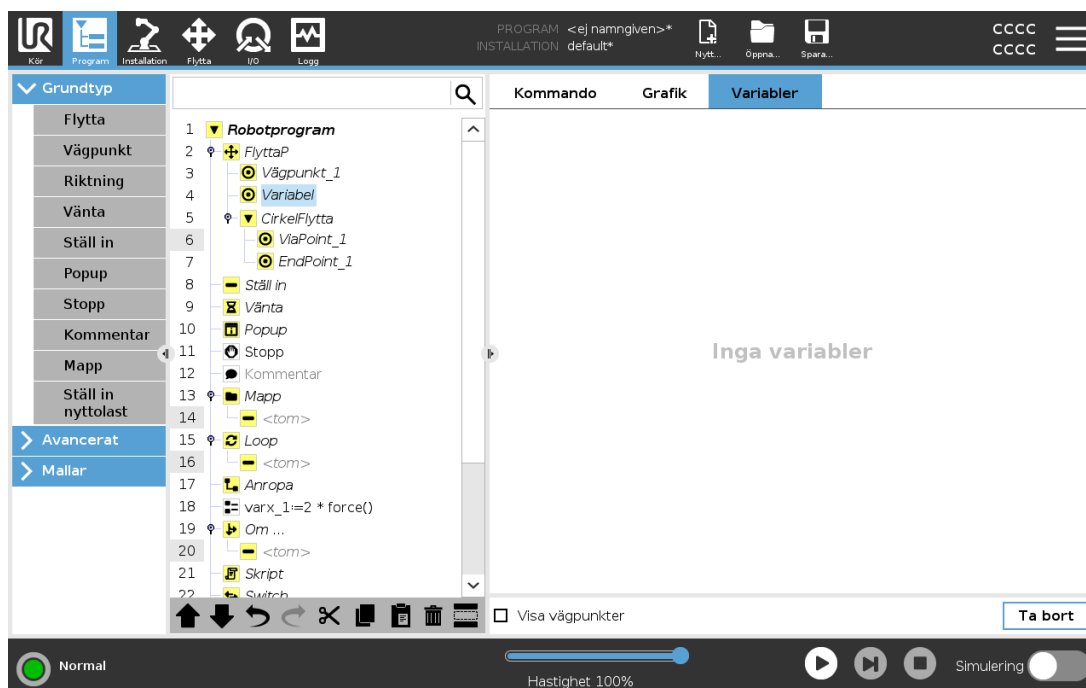 PROGRAM <ej namngiven>*
INSTALLATION default*
CCCC
CCCC
Kör
Program
Installation
Flytta
I/O
Logg
Nytt...
Öppna...
Spara...
Grundtyp
Flytta
Vägpunkt
Riktning
Vänta
Ställ in
Popup
Stopp
Kommentar
Mapp
Ställ in
nyttolast
Avancerat
Mallar
1 Robotprogram
2 FlyttaP
3 Vägpunkt_1
4 Variabel
5 CirkelFlytta
6 ViaPoint_1
7 EndPoint_1
8 Ställ in
9 Vänta
10 Popup
11 Stopp
12 Kommentar
13 Mapp
14 <tom>
15 Loop
16 <tom>
17 Anropa
18 varx_1:=2 * force()
19 Om ...
20 <tom>
21 Skript
22 Switch
Kommando
Grafik
Variabler
Inga variabler
Visa vägpunkter
Ta bort
Normal
Hastighet 100%
Simulering